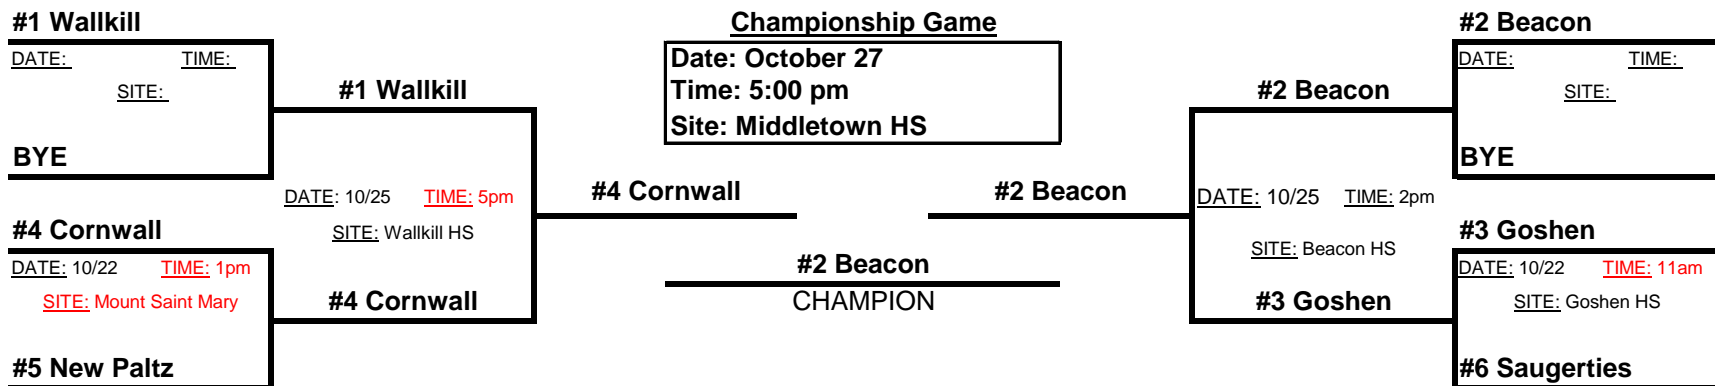 #1 Wallkill
DATE: TIME:
SITE:
BYE
#4 Cornwall
DATE: 10/22 TIME: 1pm
SITE: Mount Saint Mary
#5 New Paltz
#1 Wallkill
DATE: 10/25 TIME: 5pm
SITE: Wallkill HS
#4 Cornwall
#4 Cornwall
Championship Game
Date: October 27
Time: 5:00 pm
Site: Middletown HS
#2 Beacon
CHAMPION
#2 Beacon
#2 Beacon
DATE: 10/25 TIME: 2pm
SITE: Beacon HS
#3 Goshen
#2 Beacon
DATE: TIME:
SITE:
BYE
#3 Goshen
DATE: 10/22 TIME: 11am
SITE: Goshen HS
#6 Saugerties